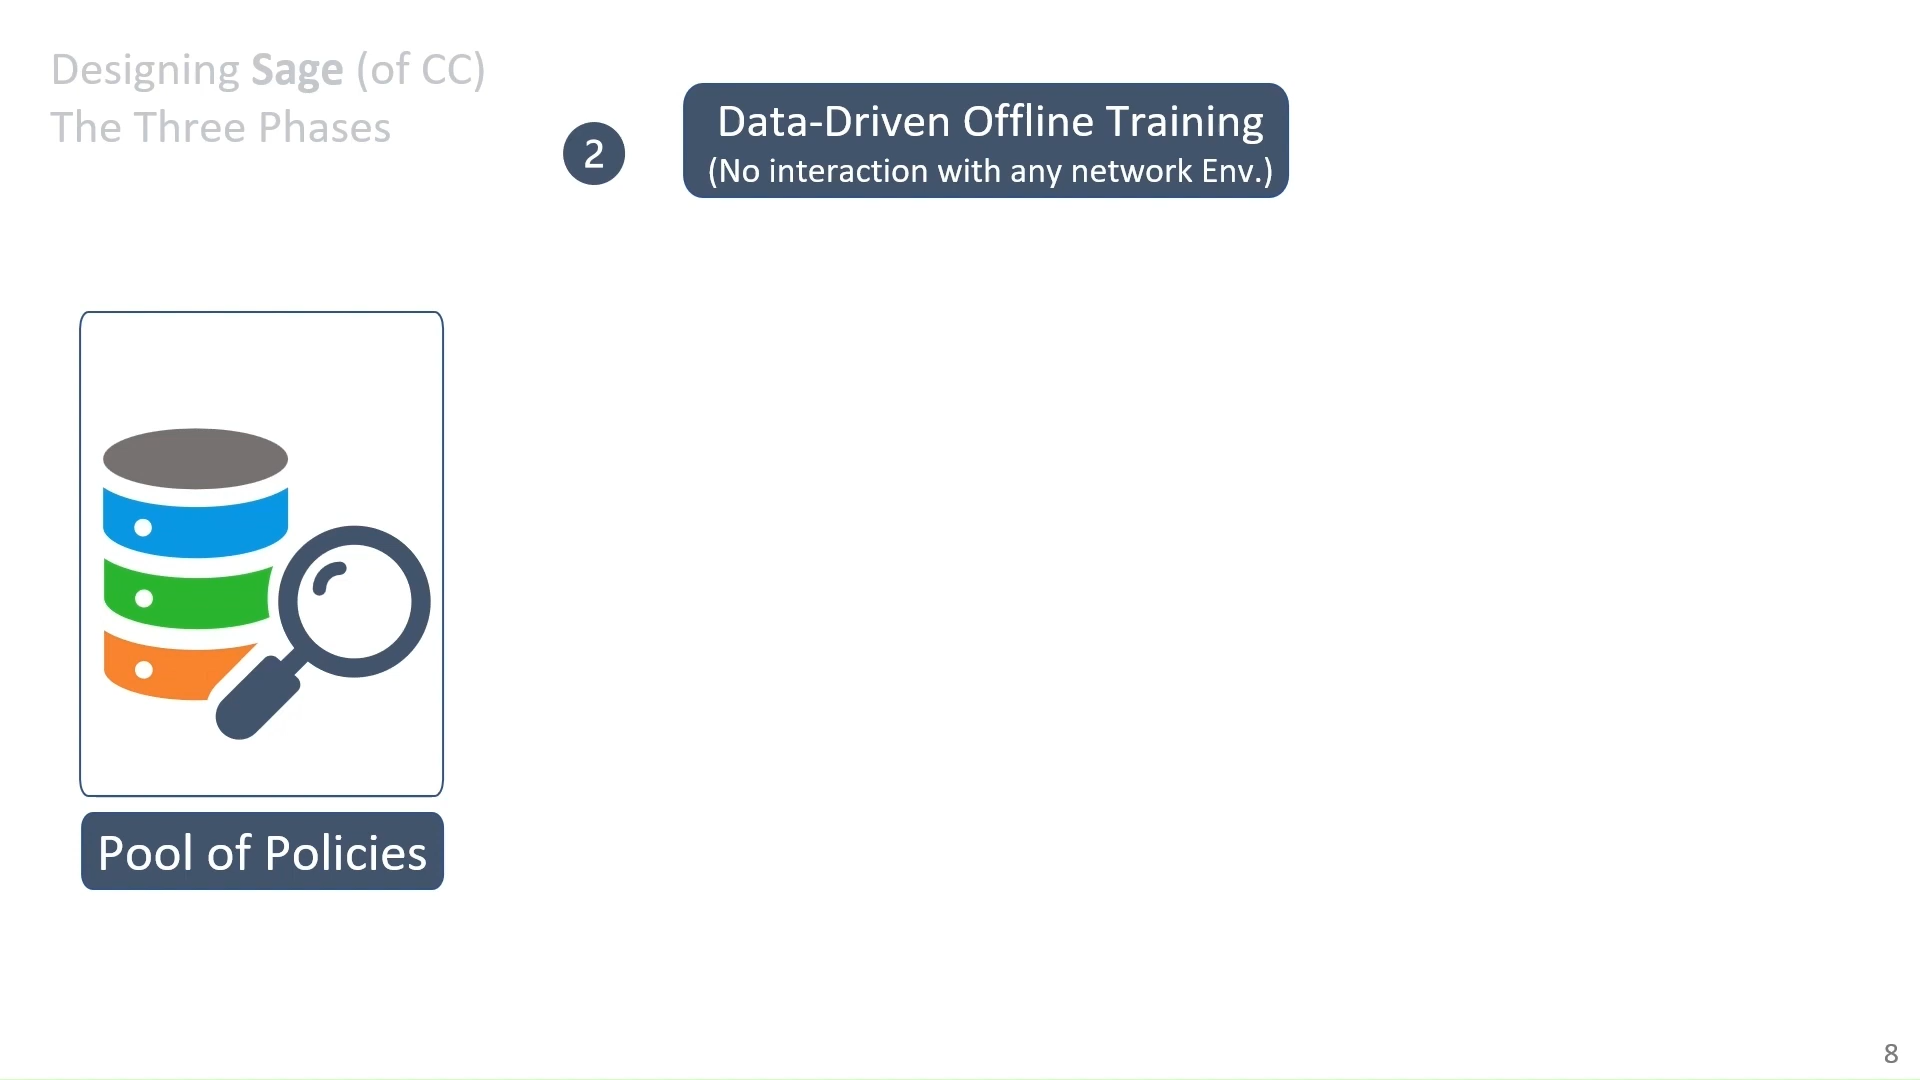 Designing Sage (of CC)
The Three Phases
2
Data-Driven Offline Training
(No interaction with any network Env.)
Pool of Policies
8